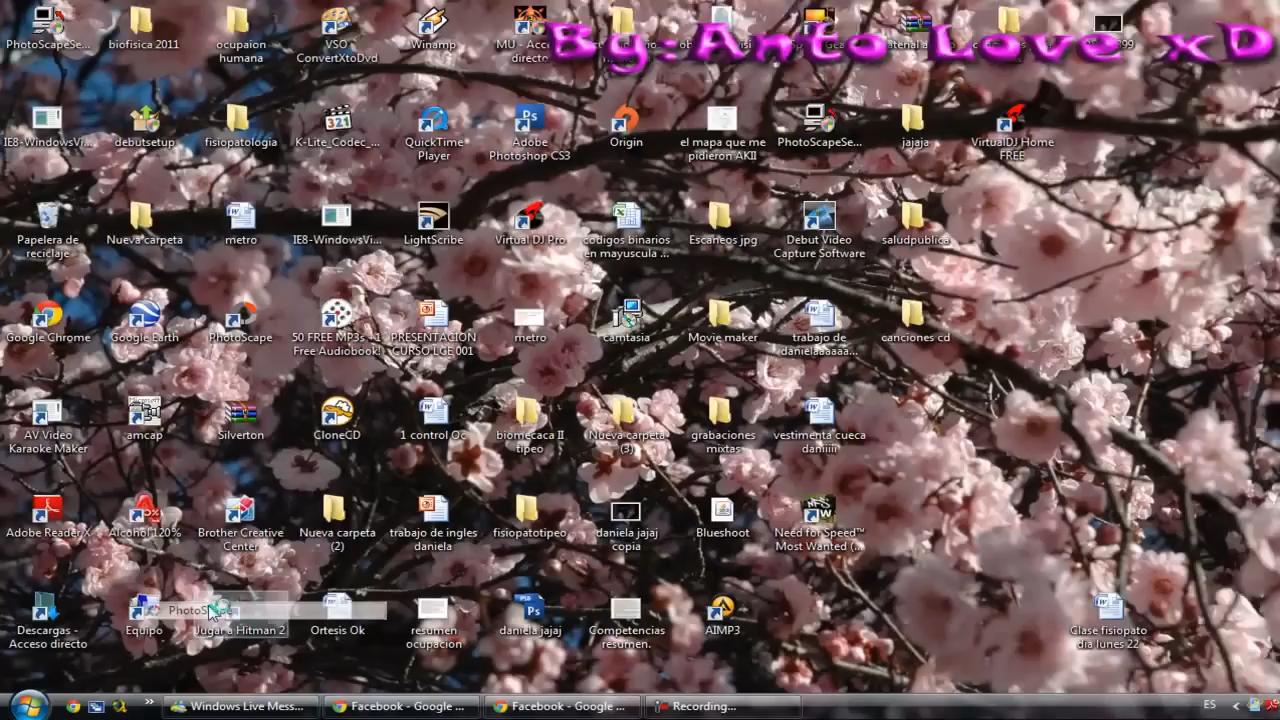 By:Anto Love xD
PhotoScapeSe...
biofisica 2011
ocupaion
humana
VSO
ConvertXtoDvd
Winamp
MU - Acc
directo
IE8-WindowsVi...
debutsetup
fisiopatologia
K-Lite_Codec_...
QuickTime
Player
Adobe
Photoshop CS3
Origin
el mapa que me
pidieron AKII
PhotoScapeSe...
jajaja
VirtualDJ Home
FREE
Papelera de
reciclaje
Nueva carpeta
metro
IE8-WindowsVi...
LightScribe
Virtual DJ Pro
codigos binarios
en mayuscula ...
Escaneos jpg
Debut Video
Capture Software
saludpublica
Google Chrome
Google Earth
PhotoScape
50 FREE MP3s +1
Free Audiobook!
PRESENTACION
CURSO LGE 001
metro
camtasia
Movie maker
trabajo de
danielaaaaaa...
canciones cd
AV Video
Karaoke Maker
amcap
Silverton
CloneCD
1 control Oc
biomecaca II
tipeo
Nueva carpeta
(3)
grabaciones
mixtas
vestimenta cueca
daniiii
Adobe Reader X
Alcohol 120%
Brother Creative
Center
Nueva carpeta
(2)
trabajo de ingles
daniela
fisiopatotipeo
daniela jajaj
copia
Blueshoot
Need for Speed™
Most Wanted (...
Descargas -
Acceso directo
Equipo
PhotoScape
Jugar a Hitman 2
Ortesis Ok
resumen
ocupacion
daniela jajaj
Competencias
resumen.
AIMP3
Clase fisiopato
dia lunes 22
Windows Live Mess...
Facebook - Google ...
Facebook - Google ...
Recording...
ES